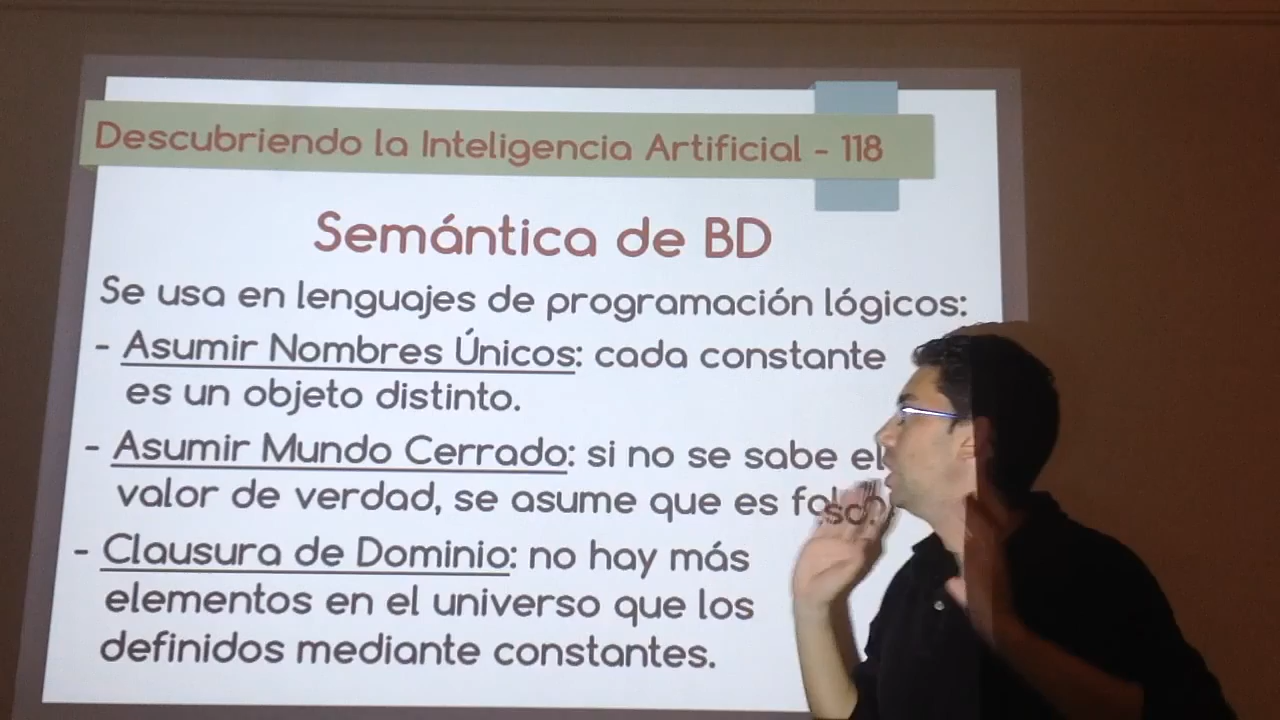 Descubriendo la Inteligencia Artificial - 118
Semántica de BD
Se usa en lenguajes de programación lógicos:
- Asumir Nombres Únicos: cada constante
es un objeto distinto.
- Asumir Mundo Cerrado: si no se sabe el
valor de verdad, se asume que es falso.
- Clausura de Dominio: no hay más
elementos en el universo que los
definidos mediante constantes.